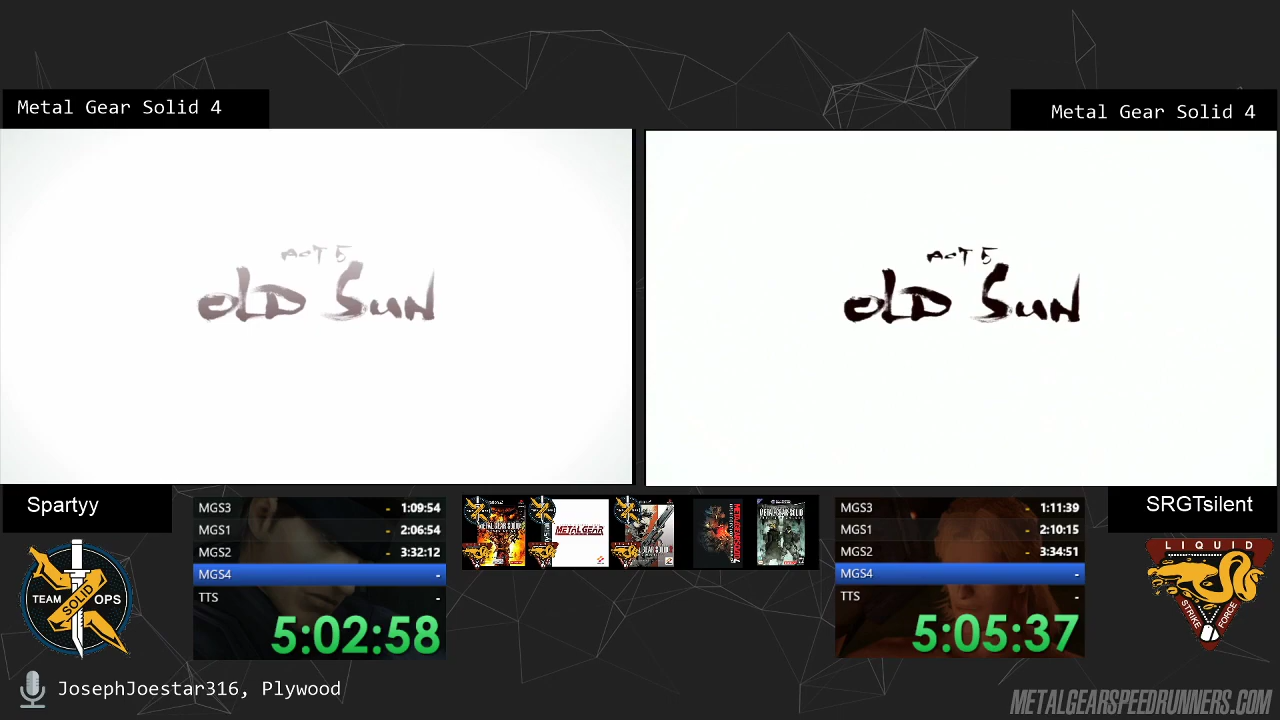 Metal Gear Solid 4
Metal Gear Solid 4
ACT 5
OLD SUN
ACT 5
OLD SUN
Spartyy
SRGTsilent
MGS3 - 1:09:54
MGS1 - 2:06:54
MGS2 - 3:32:12
MGS4 -
TTS -
5:02:58
METAL GEAR
MGS3 - 1:11:39
MGS1 - 2:10:15
MGS2 - 3:34:51
MGS4 -
TTS -
5:05:37
TEAM SOLID OPS
LIQUID
STRIKE FORCE
JosephJoestar316, Plywood
METALGEARSPEEDRUNNERS.COM